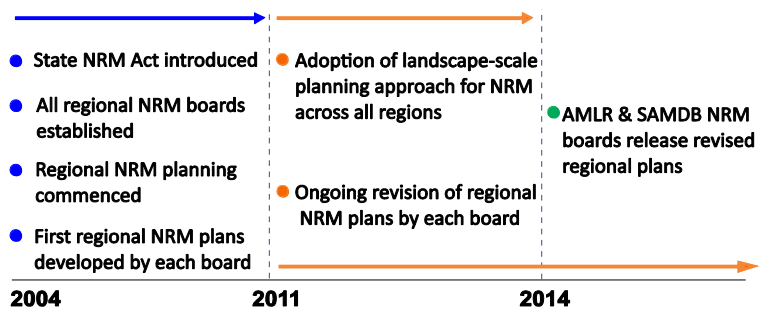 State NRM Act introduced
All regional NRM boards
established
Regional NRM planning
commenced
First regional NRM plans
developed by each board
Adoption of landscape-scale
planning approach for NRM
across all regions
Ongoing revision of regional
NRM plans by each board
AMLR & SAMDB NRM
boards release revised
regional plans
2004
2011
2014